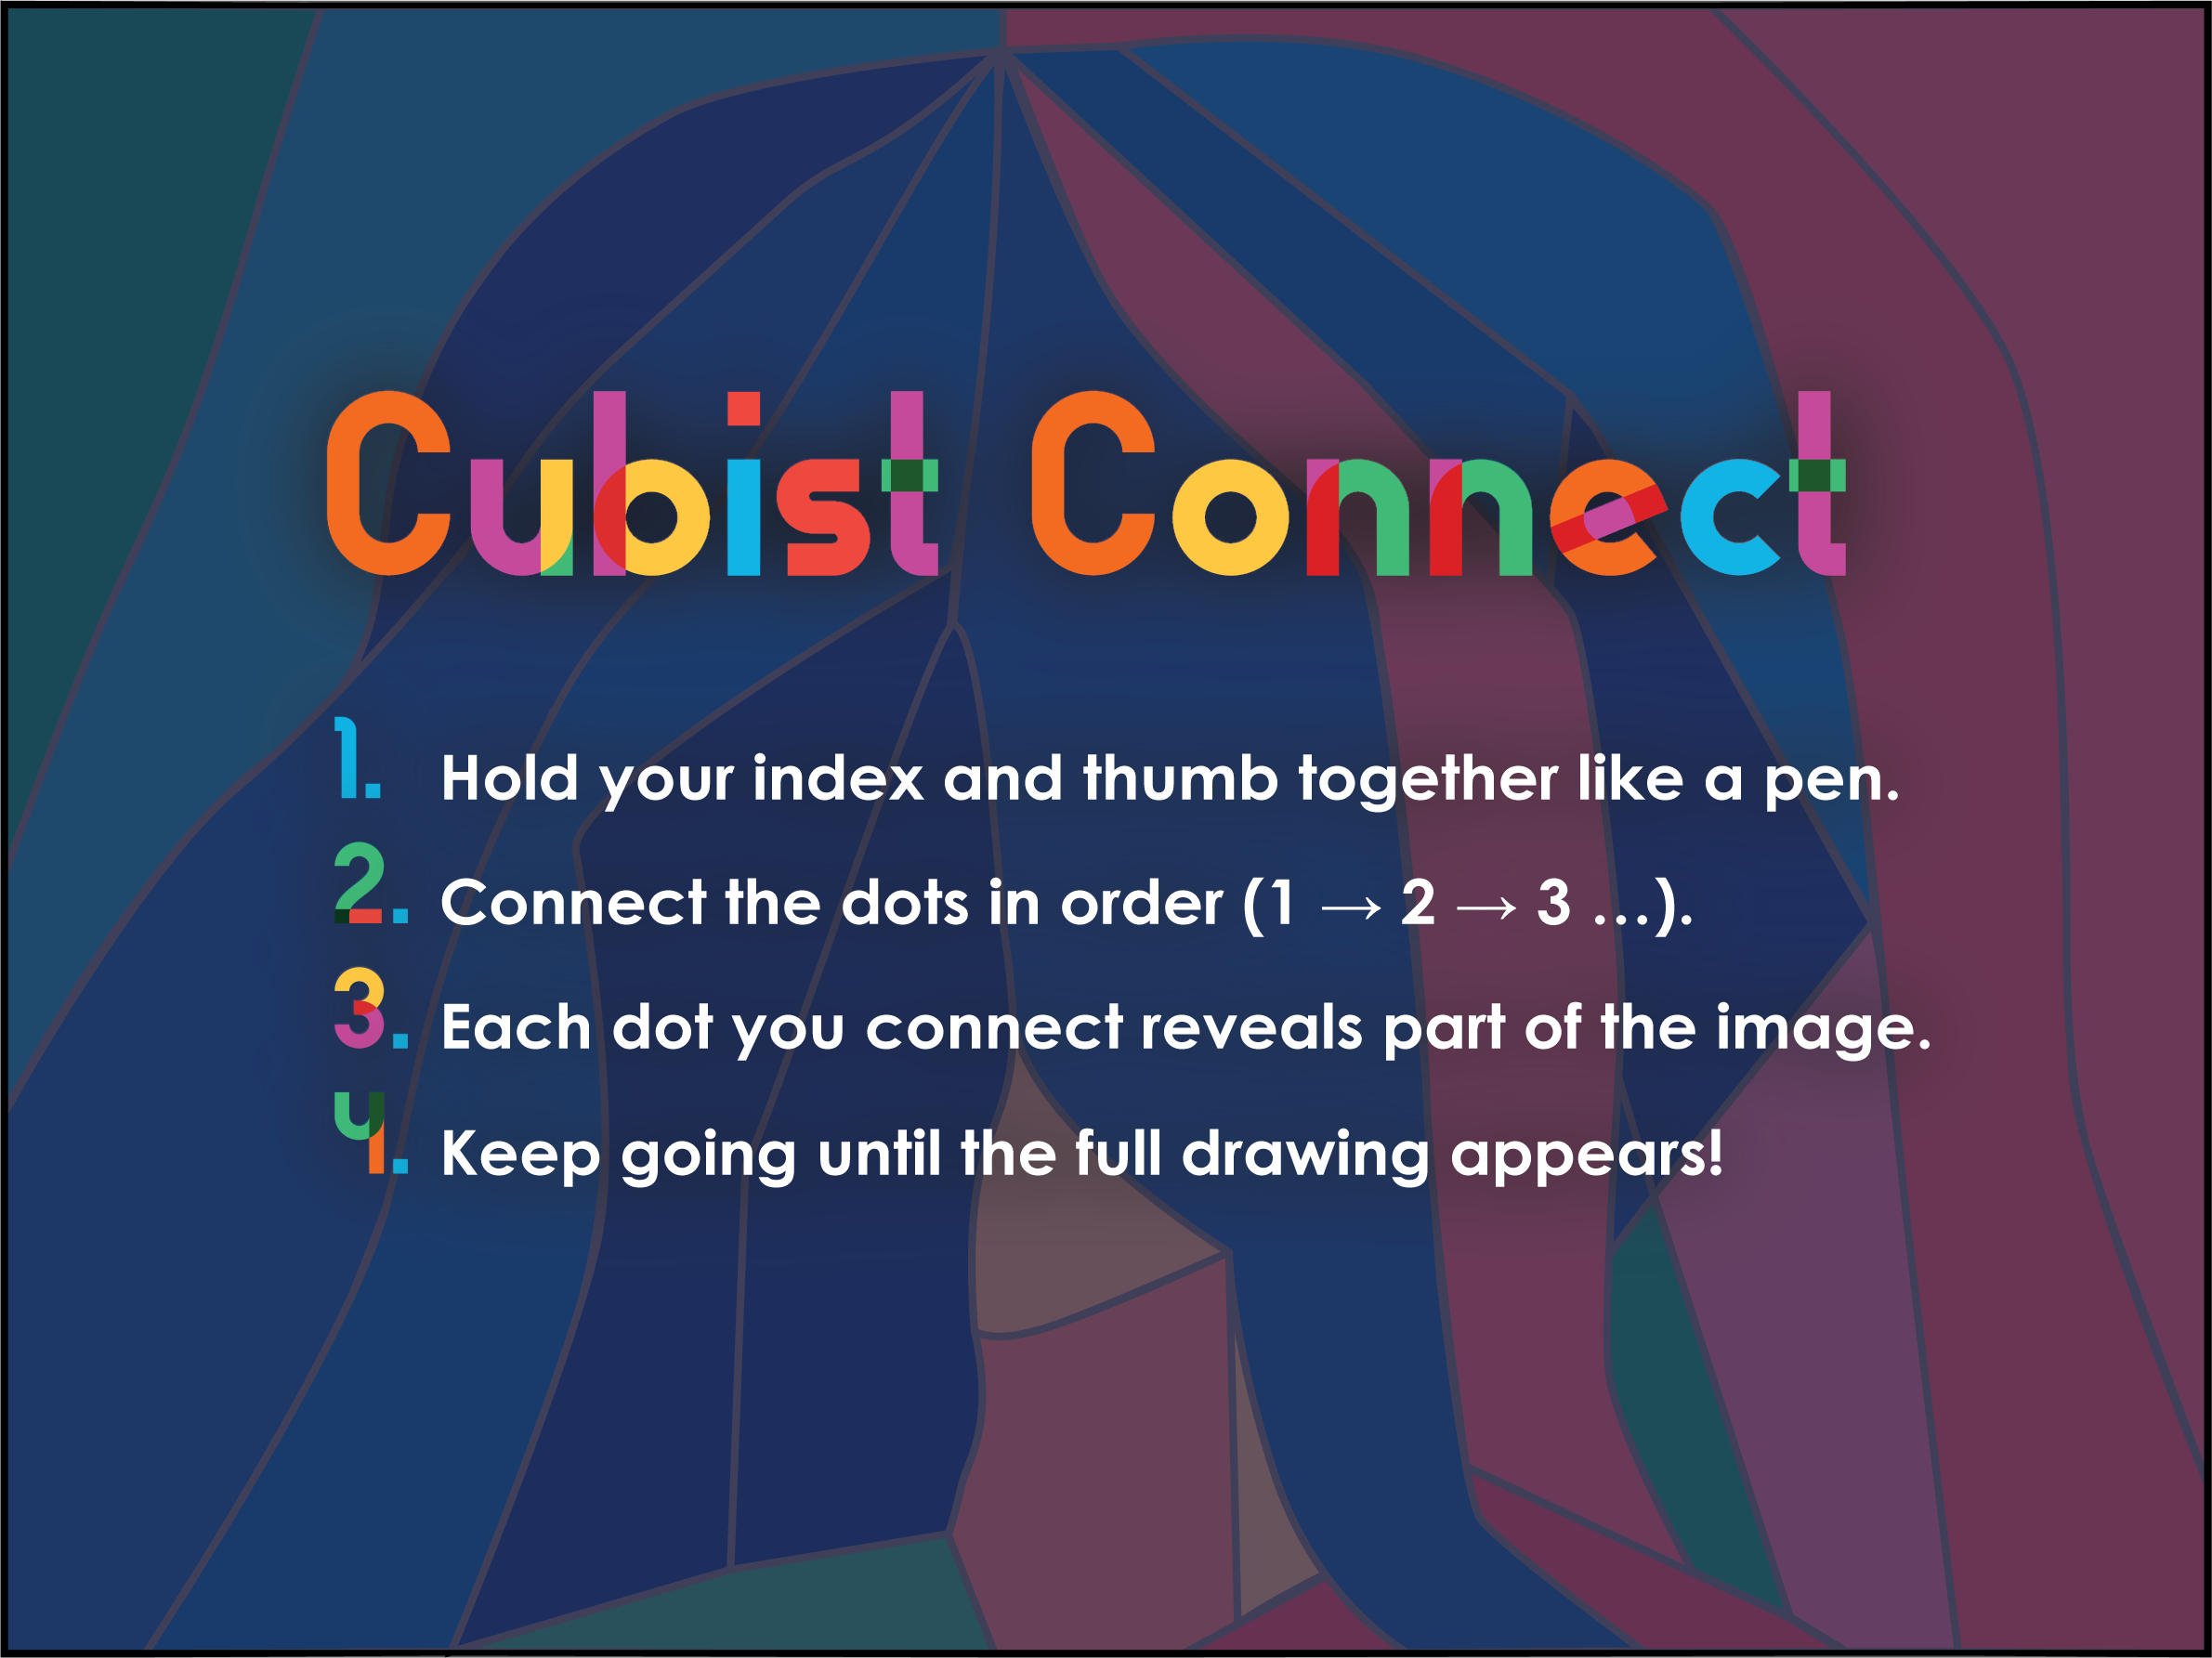 Cubist Connect
1. Hold your index and thumb together like a pen.
2. Connect the dots in order (1 → 2 → 3 ...).
3. Each dot you connect reveals part of the image.
4. Keep going until the full drawing appears!